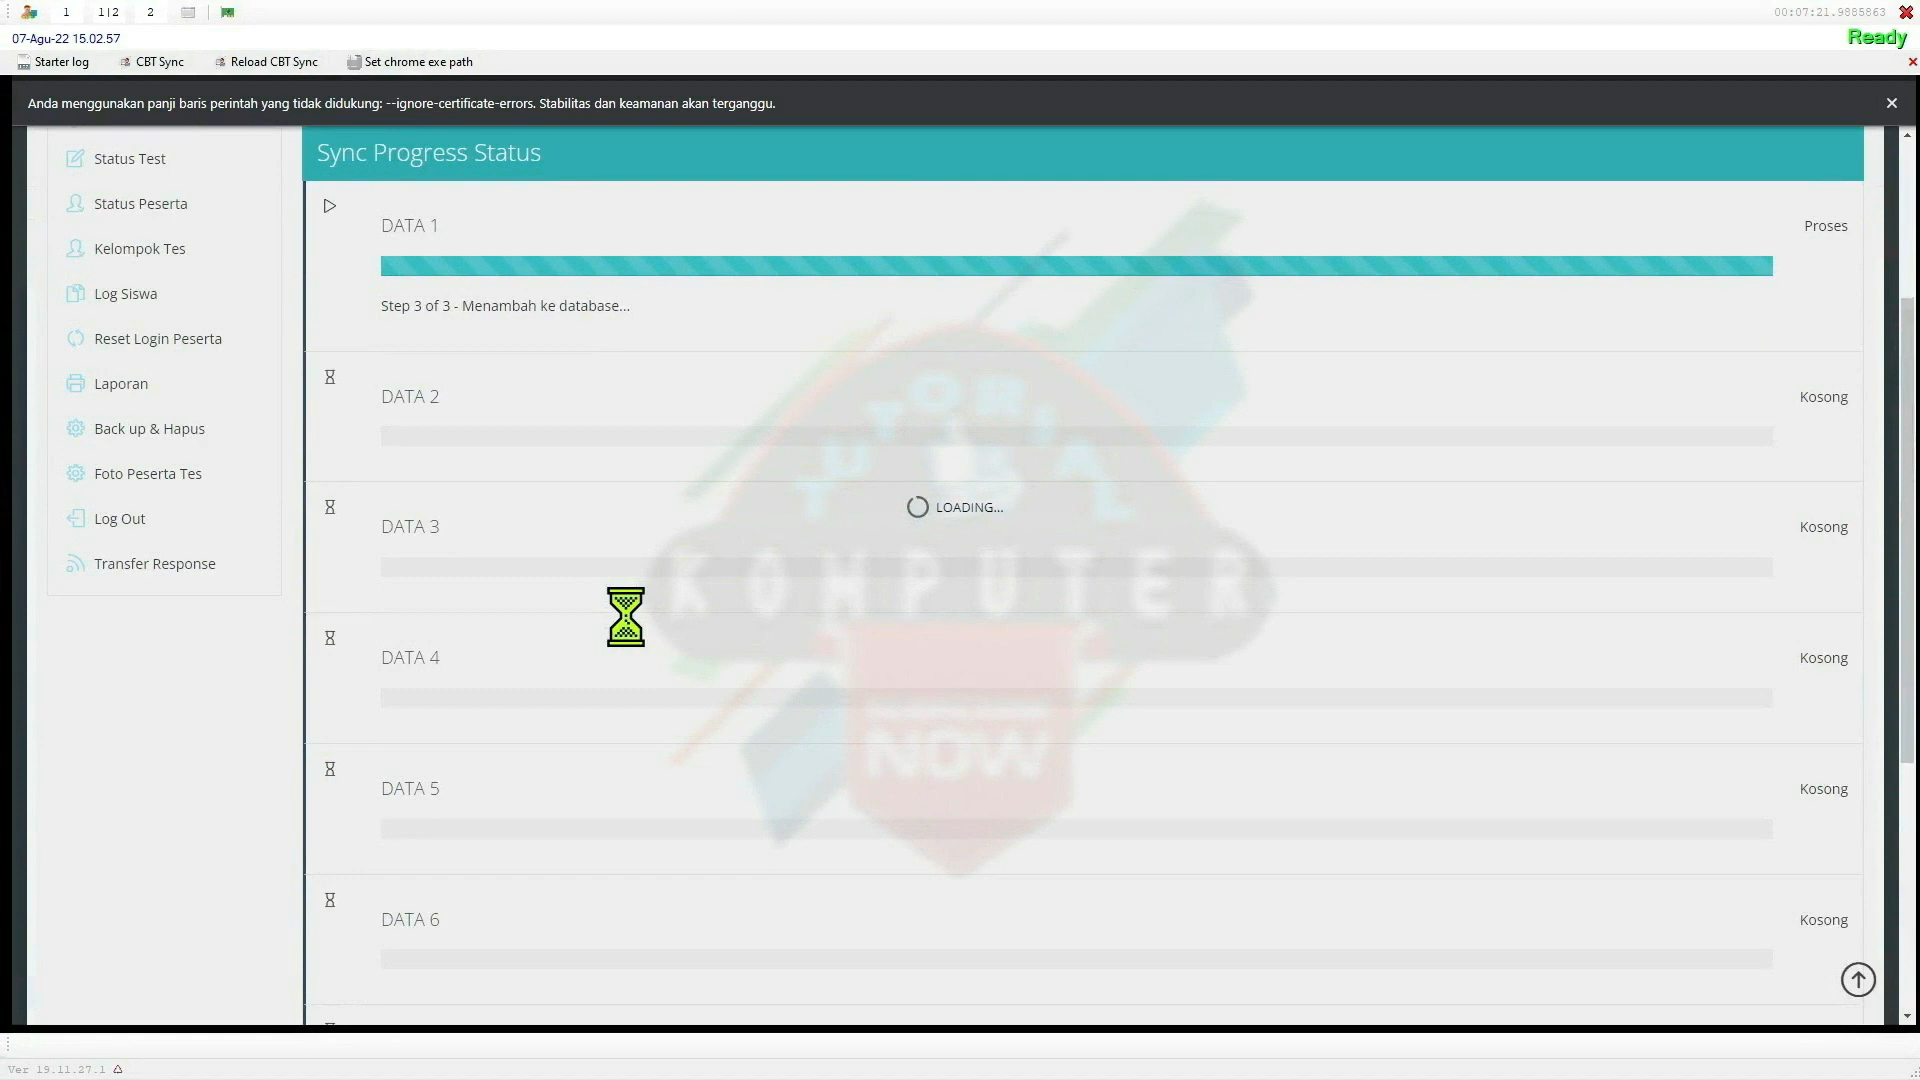 1
1|2
2
00:07:21.9885863
07-Agu-22 15.02.57
Ready
Starter log
CBT Sync
Reload CBT Sync
Set chrome exe path
Anda menggunakan panji baris perintah yang tidak didukung: --ignore-certificate-errors. Stabilitas dan keamanan akan terganggu.
Status Test
Status Peserta
Kelompok Tes
Log Siswa
Reset Login Peserta
Laporan
Back up & Hapus
Foto Peserta Tes
Log Out
Transfer Response
Sync Progress Status
DATA 1
Proses
Step 3 of 3 - Menambah ke database...
DATA 2
Kosong
DATA 3
Kosong
DATA 4
Kosong
DATA 5
Kosong
DATA 6
Kosong
LOADING...
TUTORIAL
KOMPUTER
NOW
Ver 19.11.27.1